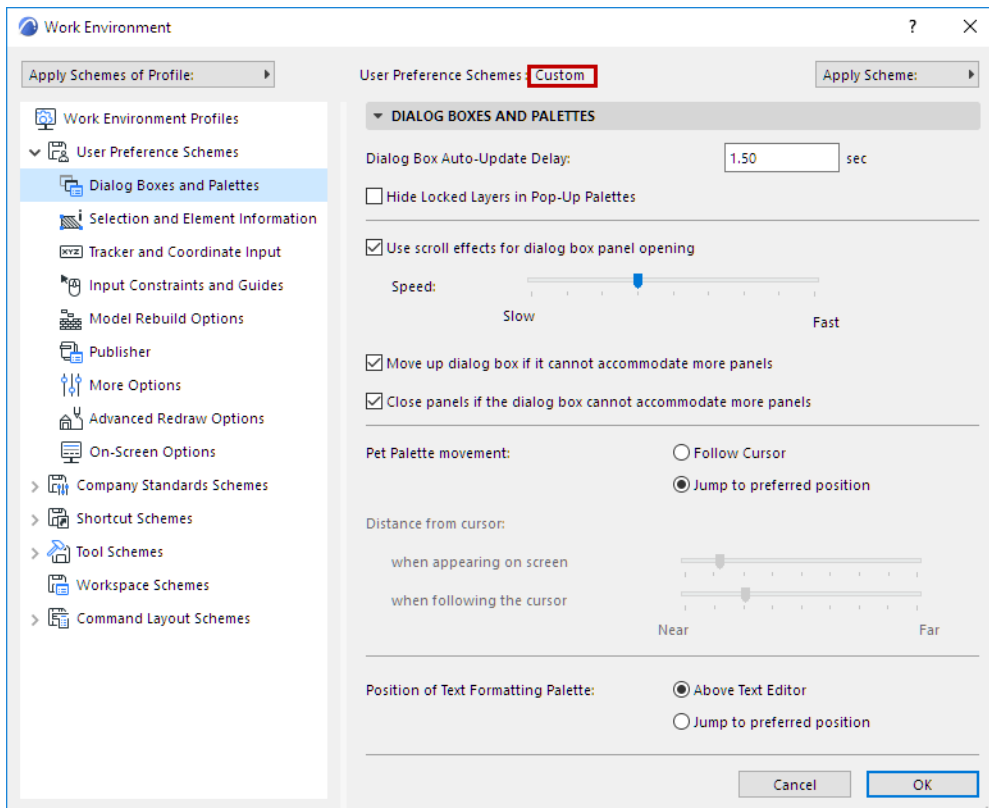 Work Environment
?
Apply Schemes of Profile:
User Preference Schemes: Custom
Apply Scheme:
Work Environment Profiles
User Preference Schemes
Dialog Boxes and Palettes
Selection and Element Information
Tracker and Coordinate Input
XYZ
Input Constraints and Guides
Model Rebuild Options
Publisher
More Options
Advanced Redraw Options
On-Screen Options
Company Standards Schemes
Shortcut Schemes
Tool Schemes
Workspace Schemes
Command Layout Schemes
DIALOG BOXES AND PALETTES
Dialog Box Auto-Update Delay: 1.50 sec
Hide Locked Layers in Pop-Up Palettes
Use scroll effects for dialog box panel opening
Speed:
Slow Fast
Move up dialog box if it cannot accommodate more panels
Close panels if the dialog box cannot accommodate more panels
Pet Palette movement: Follow Cursor
Jump to preferred position
Distance from cursor:
when appearing on screen
when following the cursor
Near Far
Position of Text Formatting Palette: Above Text Editor
Jump to preferred position
Cancel OK